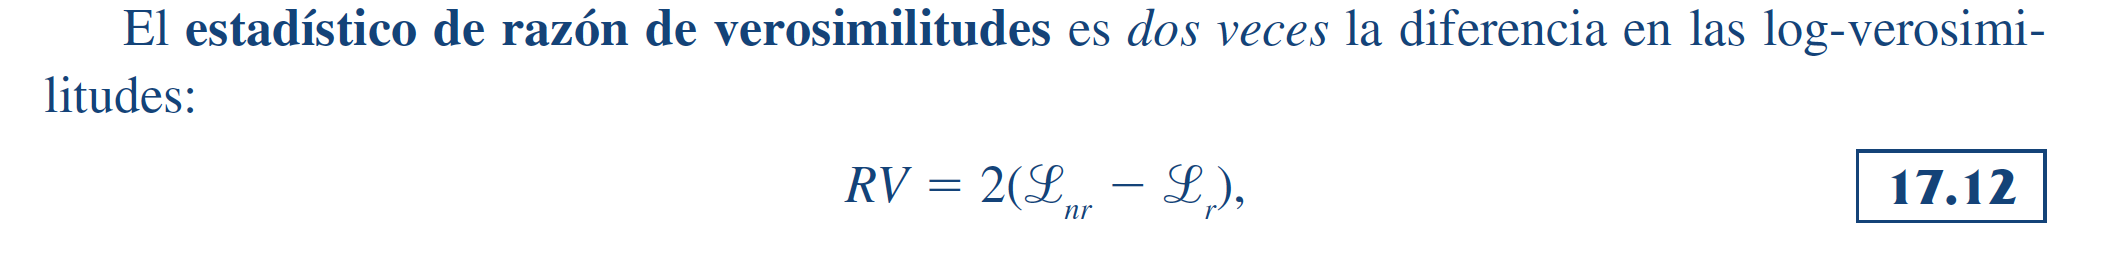 El estadístico de razón de verosimilitudes es dos veces la diferencia en las log-verosimi-
litudes:
RV = 2(ℒnr − ℒr), 17.12